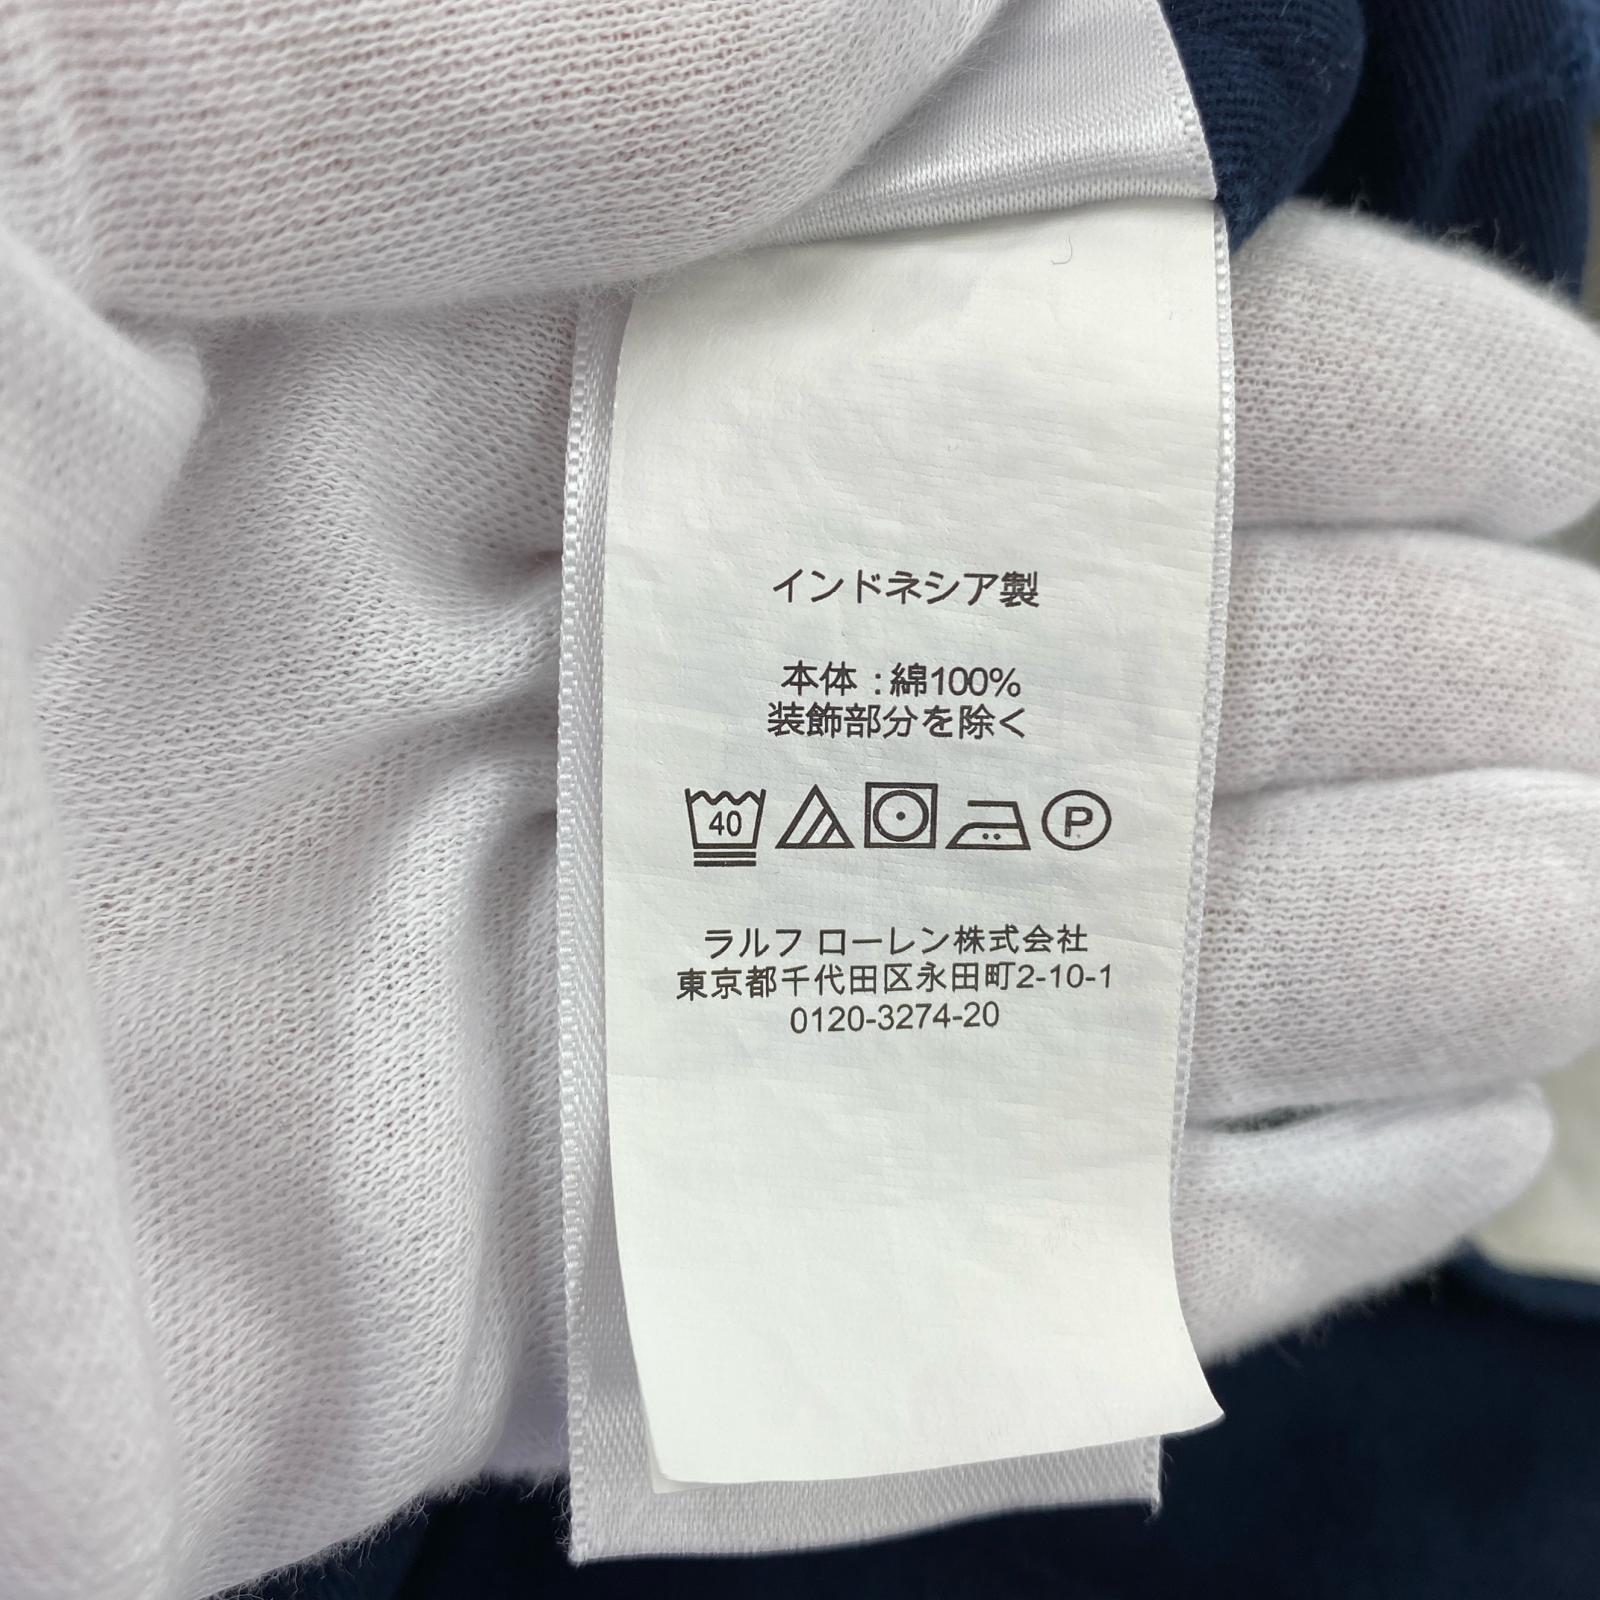 インドネシア製
本体 : 綿100%
装飾部分を除く
40
P
ラルフ ローレン株式会社
東京都千代田区永田町2-10-1
0120-3274-20